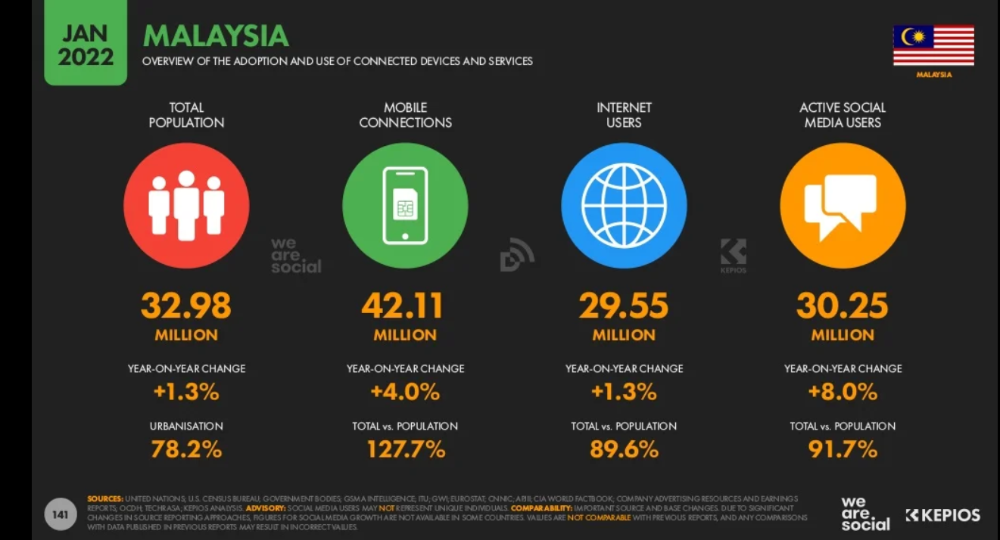 JAN
2022
MALAYSIA
OVERVIEW OF THE ADOPTION AND USE OF CONNECTED DEVICES AND SERVICES
MALAYSIA
TOTAL
POPULATION
MOBILE
CONNECTIONS
INTERNET
USERS
ACTIVE SOCIAL
MEDIA USERS
we
are
social
KEPIOS
32.98
MILLION
42.11
MILLION
29.55
MILLION
30.25
MILLION
YEAR-ON-YEAR CHANGE
+1.3%
YEAR-ON-YEAR CHANGE
+4.0%
YEAR-ON-YEAR CHANGE
+1.3%
YEAR-ON-YEAR CHANGE
+8.0%
URBANISATION
78.2%
TOTAL vs. POPULATION
127.7%
TOTAL vs. POPULATION
89.6%
TOTAL vs. POPULATION
91.7%
141
SOURCES: UNITED NATIONS; U.S. CENSUS BUREAU; GOVERNMENT BODIES; GSMA INTELLIGENCE; ITU; GWI; EUROSTAT; CNNIC; APJII; CIA WORLD FACTBOOK; COMPANY ADVERTISING RESOURCES AND EARNINGS
REPORTS; OCDH; TECHRASA; KEPIOS ANALYSIS. ADVISORY: SOCIAL MEDIA USERS MAY NOT REPRESENT UNIQUE INDIVIDUALS. COMPARABILITY: IMPORTANT SOURCE AND BASE CHANGES. DUE TO SIGNIFICANT
CHANGES IN SOURCE REPORTING APPROACHES, FIGURES FOR SOCIAL MEDIA GROWTH ARE NOT AVAILABLE IN SOME COUNTRIES. VALUES ARE NOT COMPARABLE WITH PREVIOUS REPORTS, AND ANY COMPARISONS
WITH DATA PUBLISHED IN PREVIOUS REPORTS MAY RESULT IN INCORRECT VALUES.
we
are
social
KEPIOS